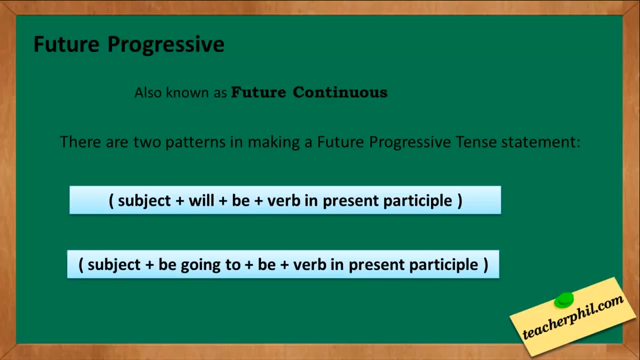 Future Progressive
Also known as Future Continuous
There are two patterns in making a Future Progressive Tense statement:
( subject + will + be + verb in present participle )
( subject + be going to + be + verb in present participle )
teacherphil.com